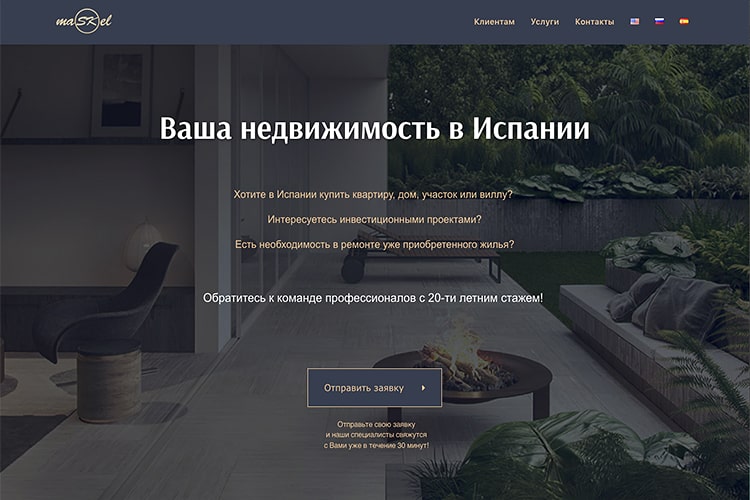 maSKel
Клиентам Услуги Контакты
Ваша недвижимость в Испании
Хотите в Испании купить квартиру, дом, участок или виллу?
Интересуетесь инвестиционными проектами?
Есть необходимость в ремонте уже приобретенного жилья?
Обратитесь к команде профессионалов с 20-ти летним стажем!
Отправить заявку
Отправьте свою заявку
и наши специалисты свяжутся
с Вами уже в течение 30 минут!